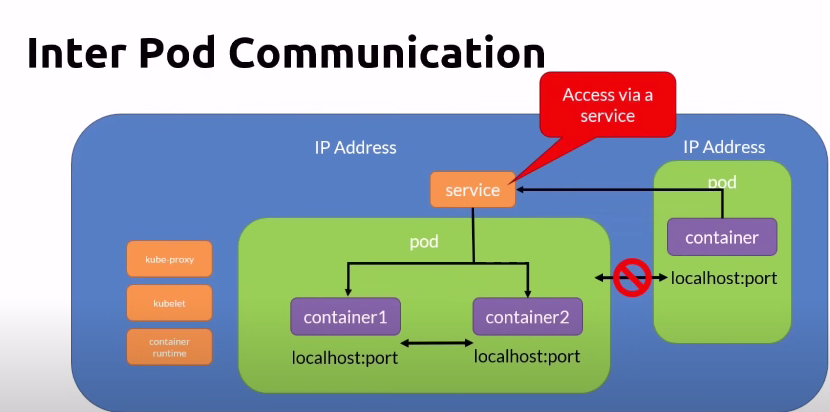 Inter Pod Communication
Access via a
service
IP Address
IP Address
service
pod
pod
container
kube-proxy
localhost:port
kubelet
container1
container2
container
runtime
localhost:port
localhost:port